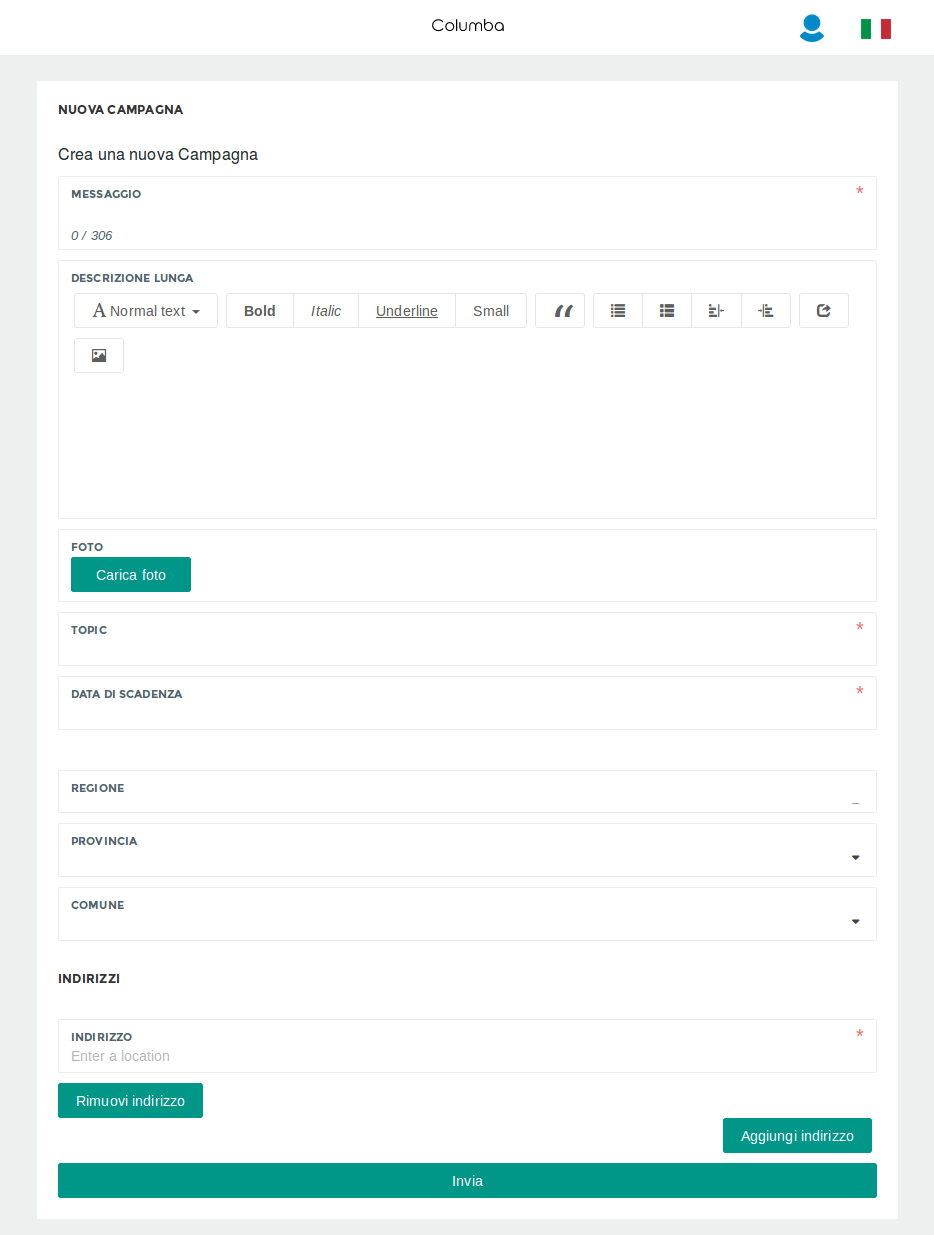 Columba
NUOVA CAMPAGNA
Crea una nuova Campagna
MESSAGGIO *
0 / 306
DESCRIZIONE LUNGA
A Normal text Bold Italic Underline Small
FOTO
Carica foto
TOPIC *
DATA DI SCADENZA *
REGIONE
PROVINCIA
COMUNE
INDIRIZZI
INDIRIZZO *
Enter a location
Rimuovi indirizzo
Aggiungi indirizzo
Invia